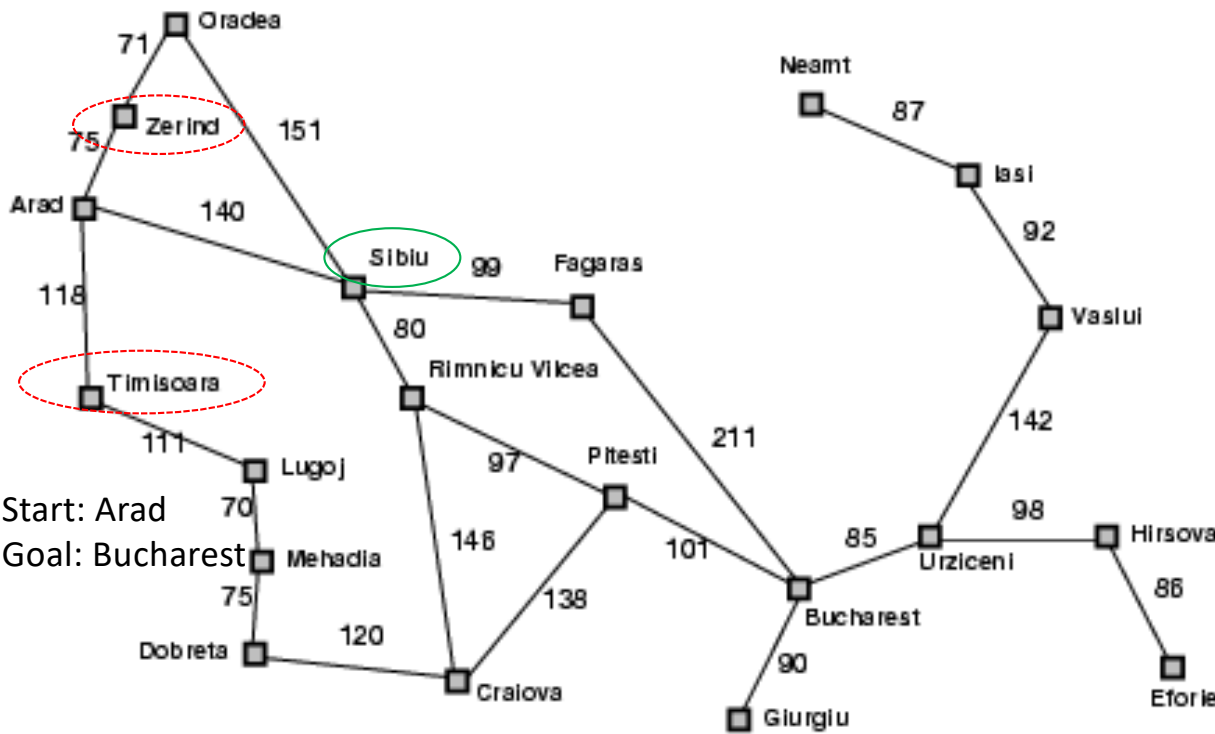 Oradea
71
Neamt
87
Zerind
75
151
Iasi
Arad
140
92
Sibiu
99
Fagaras
118
80
Vaslui
Rimnicu Vilcea
Timisoara
142
211
111
Lugoj
97
Pitesti
Start: Arad
70
98
Goal: Bucharest
Mehadia
146
101
85
Hirsova
Urziceni
75
138
86
Bucharest
Dobreta
120
90
Craiova
Eforie
Giurgiu